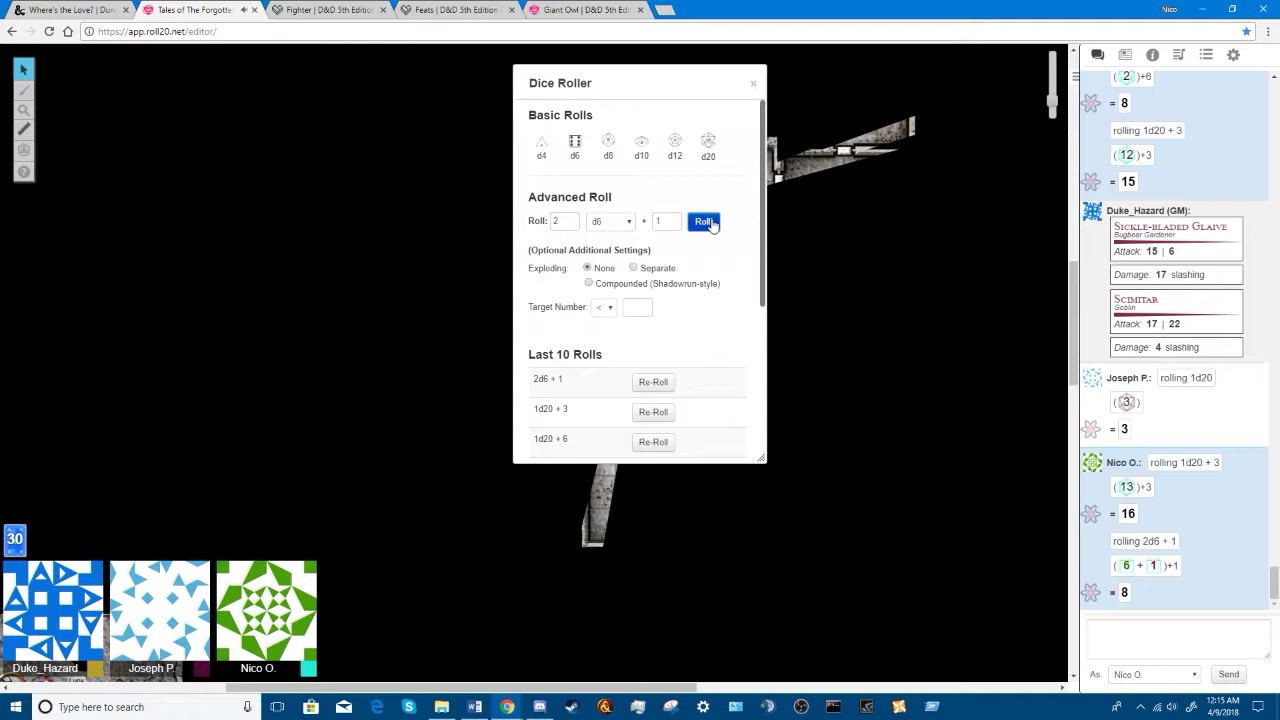 Where's the Love? | Dun
Tales of The Forgotte
Fighter | D&D 5th Edition
Feats | D&D 5th Edition
Giant Owl | D&D 5th Edi
Nico
https://app.roll20.net/editor/
Dice Roller
Basic Rolls
d4 d6 d8 d10 d12 d20
Advanced Roll
Roll: 2 d6 + 1 Roll
(Optional Additional Settings)
Exploding: None Separate
Compounded (Shadowrun-style)
Target Number: <
Last 10 Rolls
2d6 + 1 Re-Roll
1d20 + 3 Re-Roll
1d20 + 6 Re-Roll
30
Duke_Hazard
Joseph P.
Nico O.
(2)+6
= 8
rolling 1d20 + 3
(12)+3
= 15
Duke_Hazard (GM):
Sickle-bladed Glaive
Bugbear Gardener
Attack: 15 | 6
Damage: 17 slashing
Scimitar
Goblin
Attack: 17 | 22
Damage: 4 slashing
Joseph P.: rolling 1d20
(3)
= 3
Nico O.: rolling 1d20 + 3
(13)+3
= 16
rolling 2d6 + 1
(6 + 1)+1
= 8
As: Nico O. Send
Type here to search
12:15 AM
4/9/2018